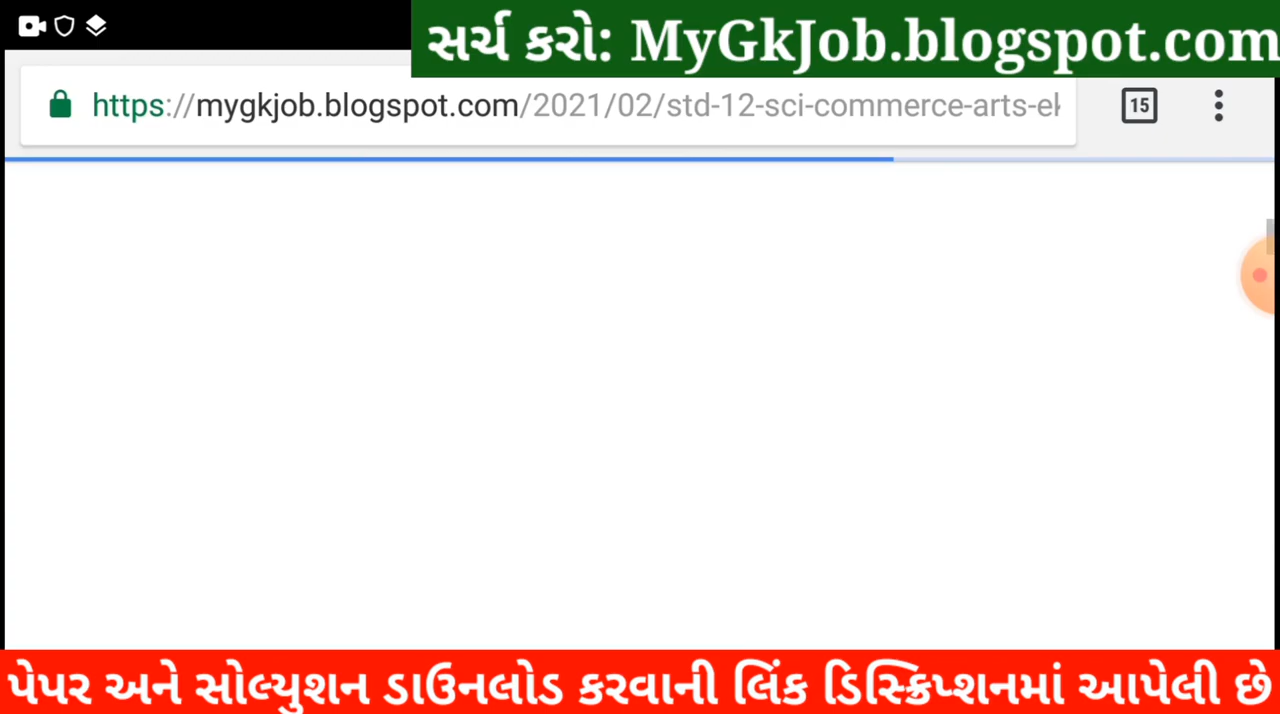 સર્ચ કરો: MyGkJob.blogspot.com
https://mygkjob.blogspot.com/2021/02/std-12-sci-commerce-arts-ek
15
પેપર અને સોલ્યુશન ડાઉનલોડ કરવાની લિંક ડિસ્ક્રિપ્શનમાં આપેલી છે